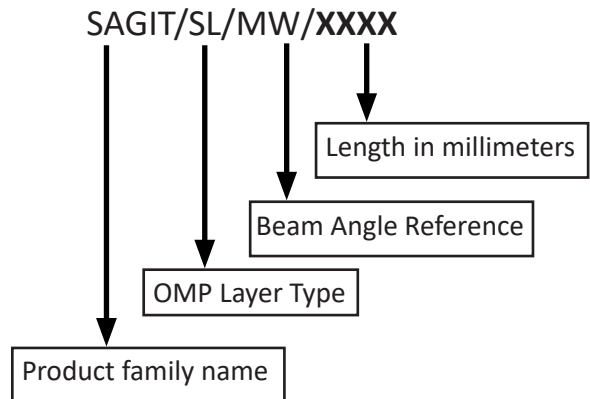 SAGIT/SL/MW/XXXX
Length in millimeters
Beam Angle Reference
OMP Layer Type
Product family name